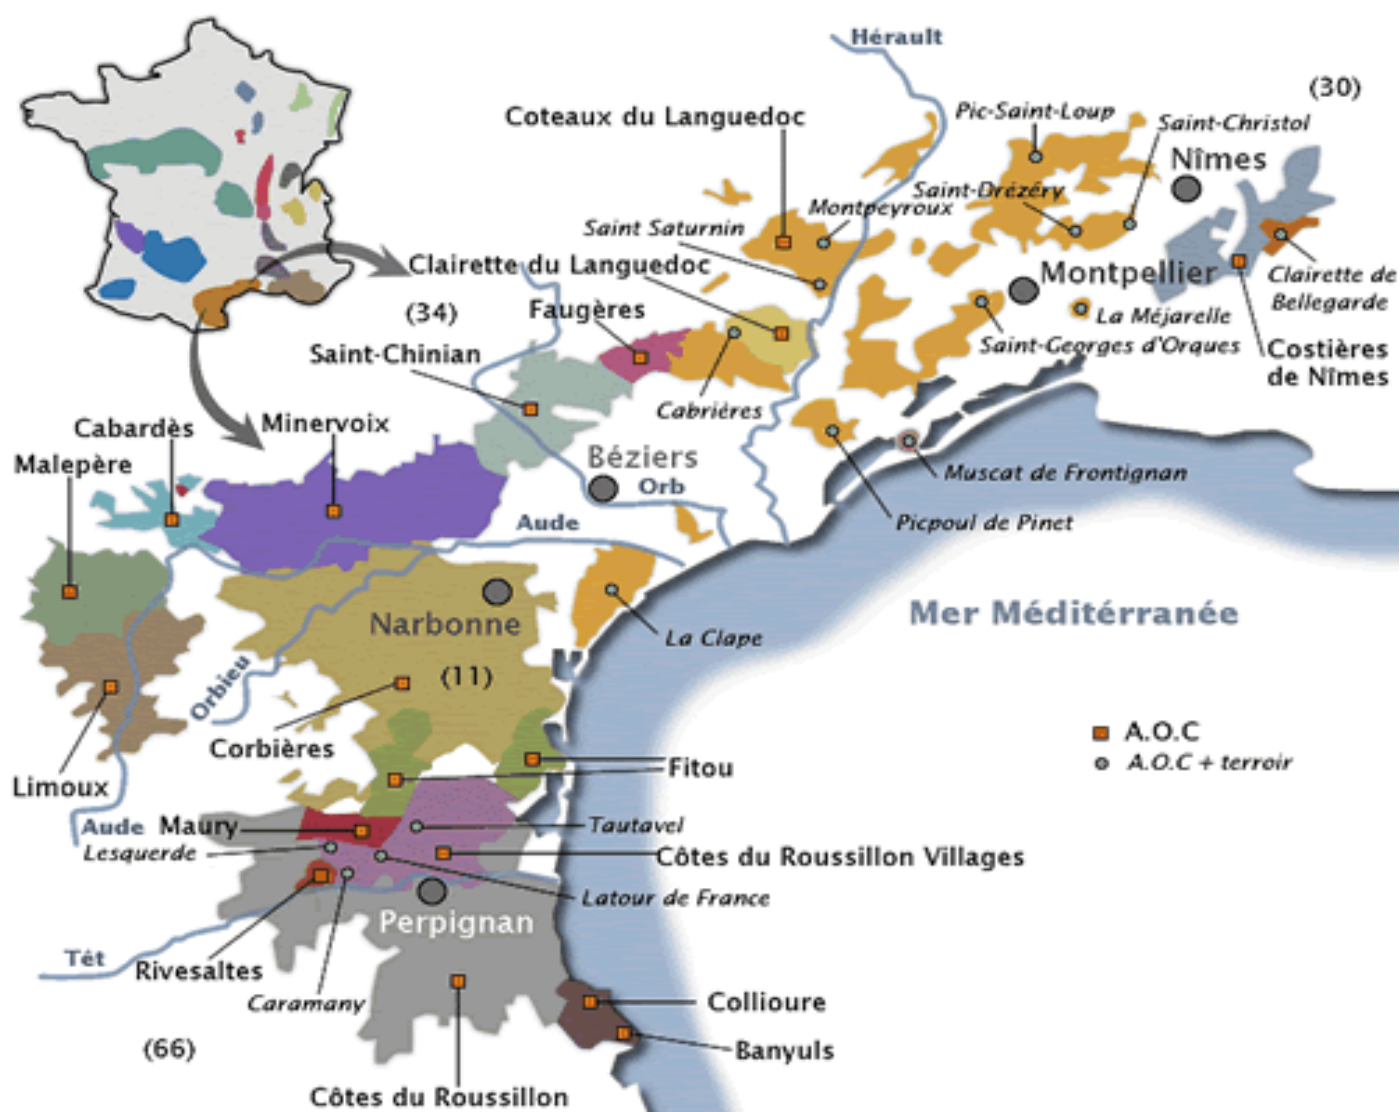 Hérault
(30)
Coteaux du Languedoc
Pic-Saint-Loup
Saint-Christol
Nîmes
Saint-Drézéry
Montpeyroux
Saint Saturnin
Clairette du Languedoc
Montpellier
Clairette de
Bellegarde
(34)
Faugères
La Méjarelle
Saint-Georges d'Orques
Costières
de Nîmes
Saint-Chinian
Cabriéres
Cabardès
Minervoix
Malepère
Béziers
Orb
Muscat de Frontignan
Aude
Picpoul de Pinet
Narbonne
La Clape
Mer Méditérranée
(11)
Orbieu
Corbières
Limoux
Fitou
A.O.C
A.O.C + terroir
Aude
Maury
Tautavel
Lesquerde
Côtes du Roussillon Villages
Latour de France
Perpignan
Têt
Rivesaltes
Caramany
Collioure
(66)
Banyuls
Côtes du Roussillon